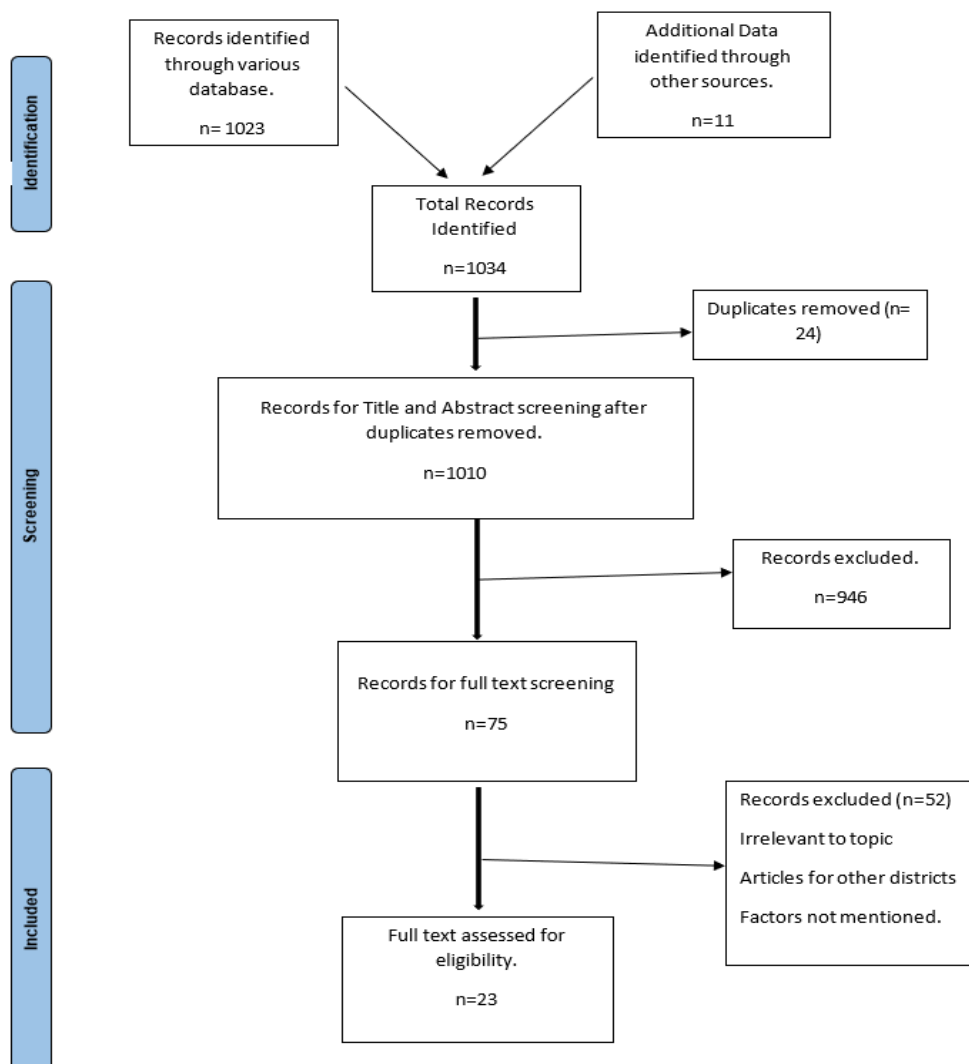 Records identified
through various
database.
n= 1023
Additional Data
identified through
other sources.
n=11
Identification
Total Records
Identified
n=1034
Duplicates removed (n=
24)
Records for Title and Abstract screening after
duplicates removed.
n=1010
Screening
Records excluded.
n=946
Records for full text screening
n=75
Records excluded (n=52)
Irrelevant to topic
Articles for other districts
Factors not mentioned.
Included
Full text assessed for
eligibility.
n=23